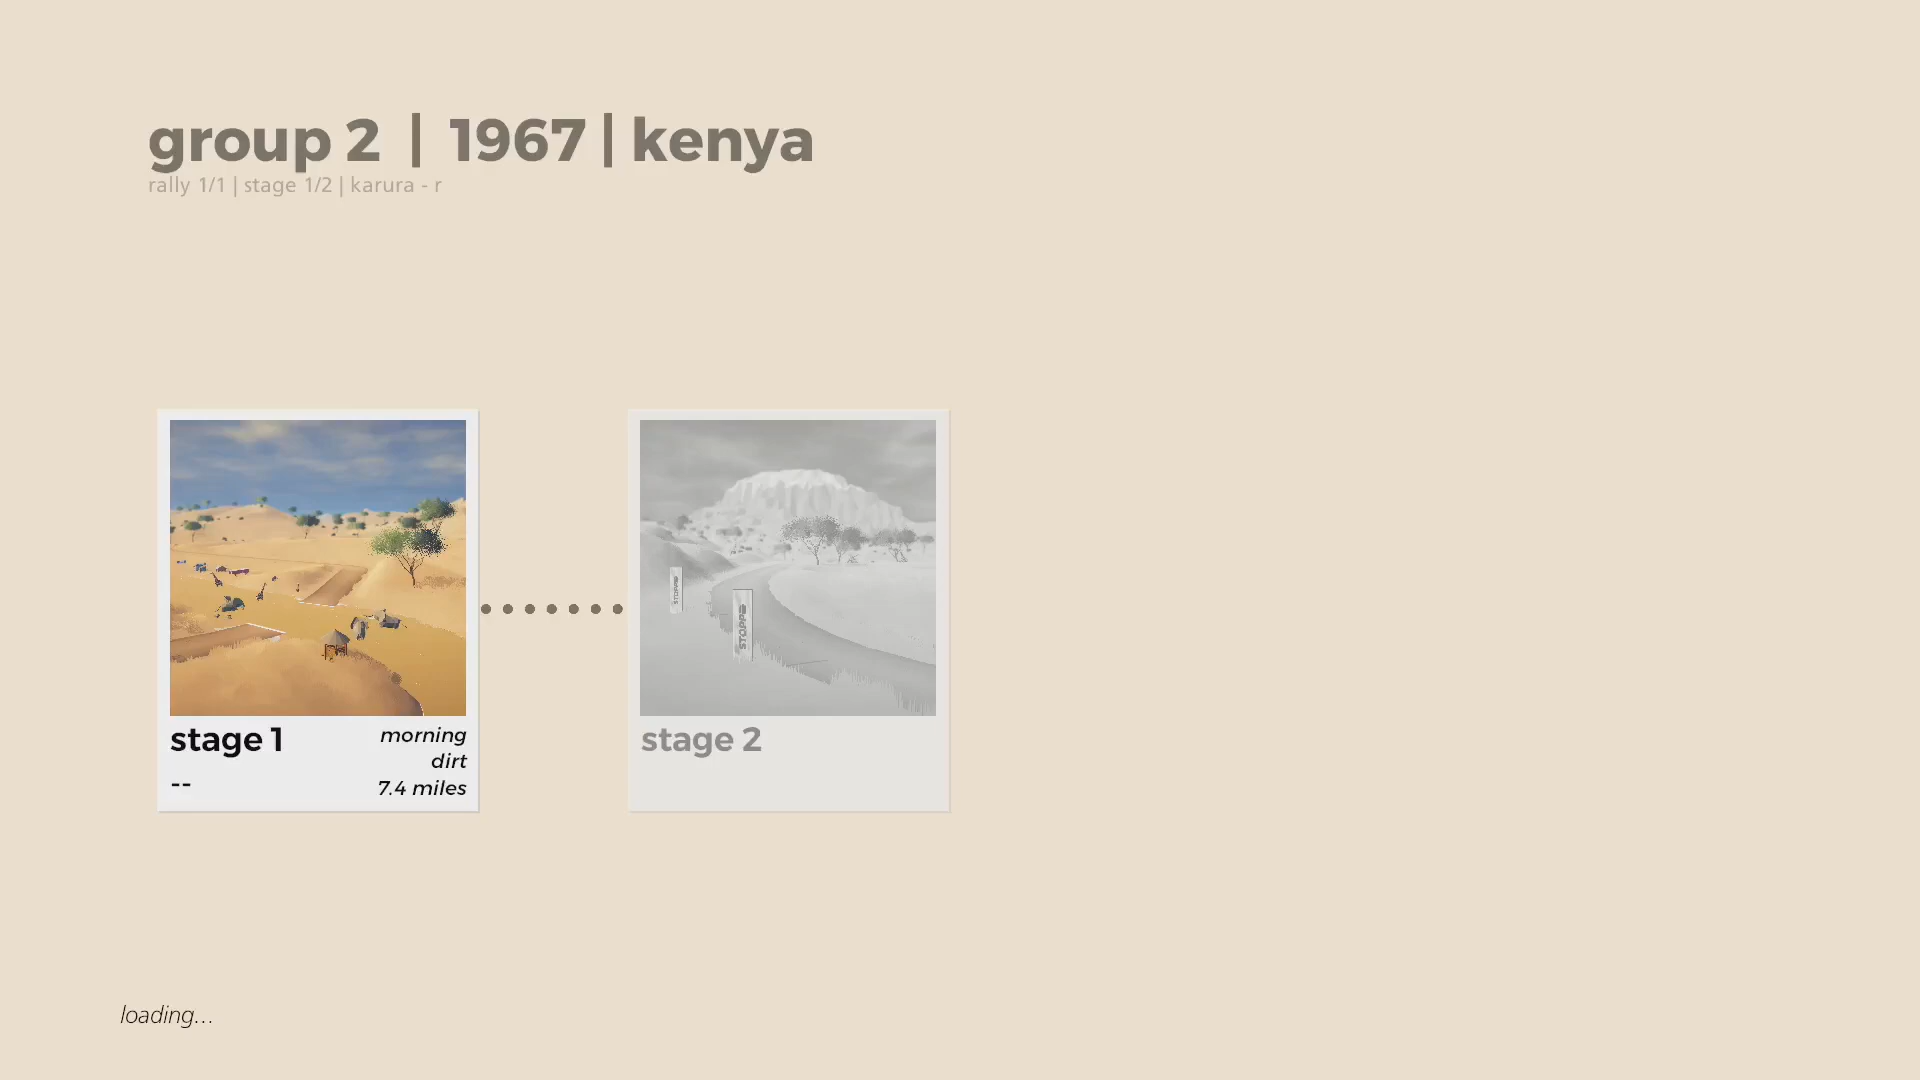 group 2 | 1967 | kenya
rally 1/1 | stage 1/2 | karura - r
STOPPE
stage 1
morning
dirt
--
7.4 miles
stage 2
loading...